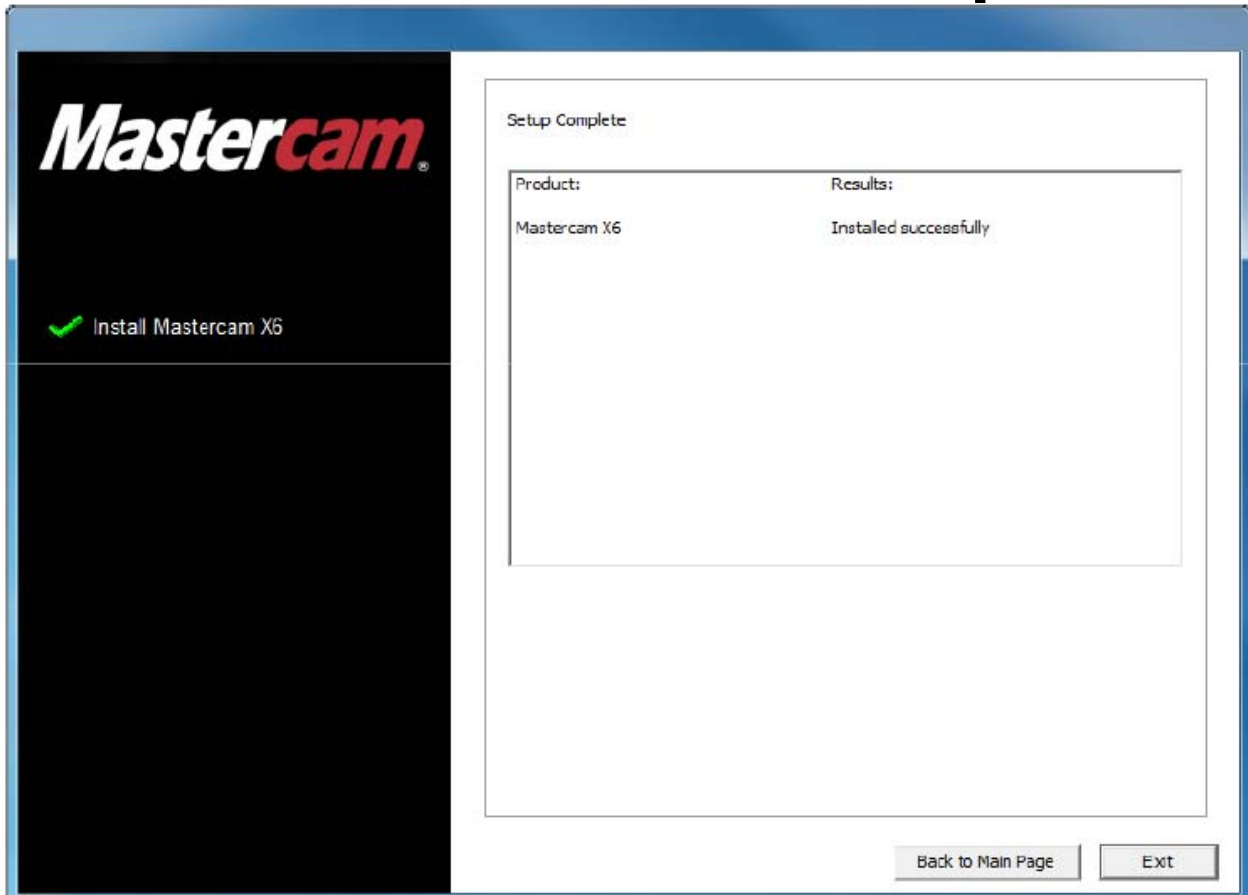 Mastercam®
Setup Complete
Product: Results:
Mastercam X6 Installed successfully
Install Mastercam X6
Back to Main Page Exit